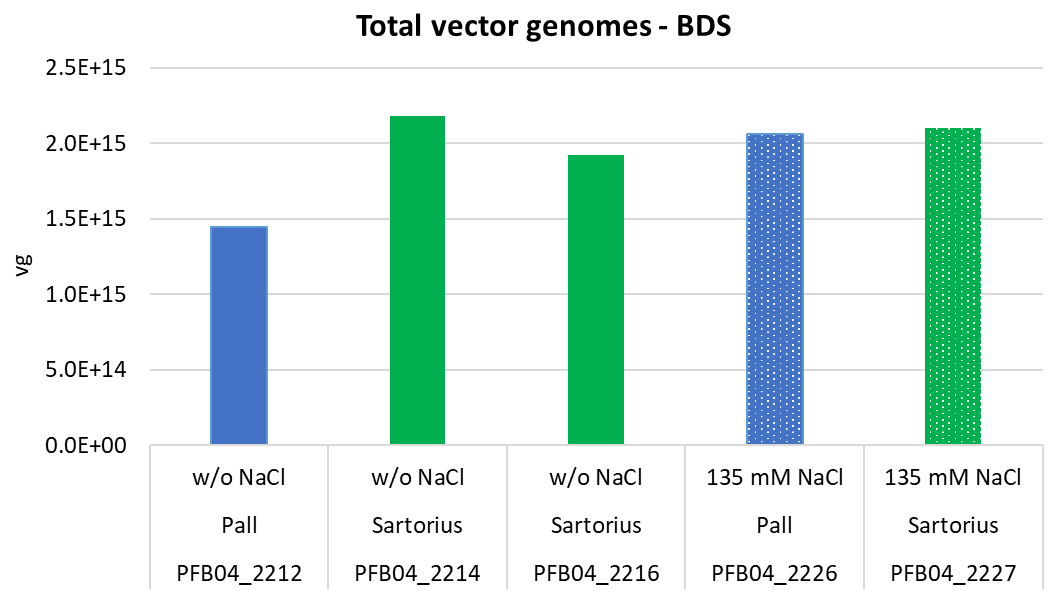 Total vector genomes - BDS
2.5E+15
2.0E+15
1.5E+15
1.0E+15
5.0E+14
0.0E+00
vg
w/o NaCl w/o NaCl w/o NaCl 135 mM NaCl 135 mM NaCl
Pall Sartorius Sartorius Pall Sartorius
PFB04_2212 PFB04_2214 PFB04_2216 PFB04_2226 PFB04_2227